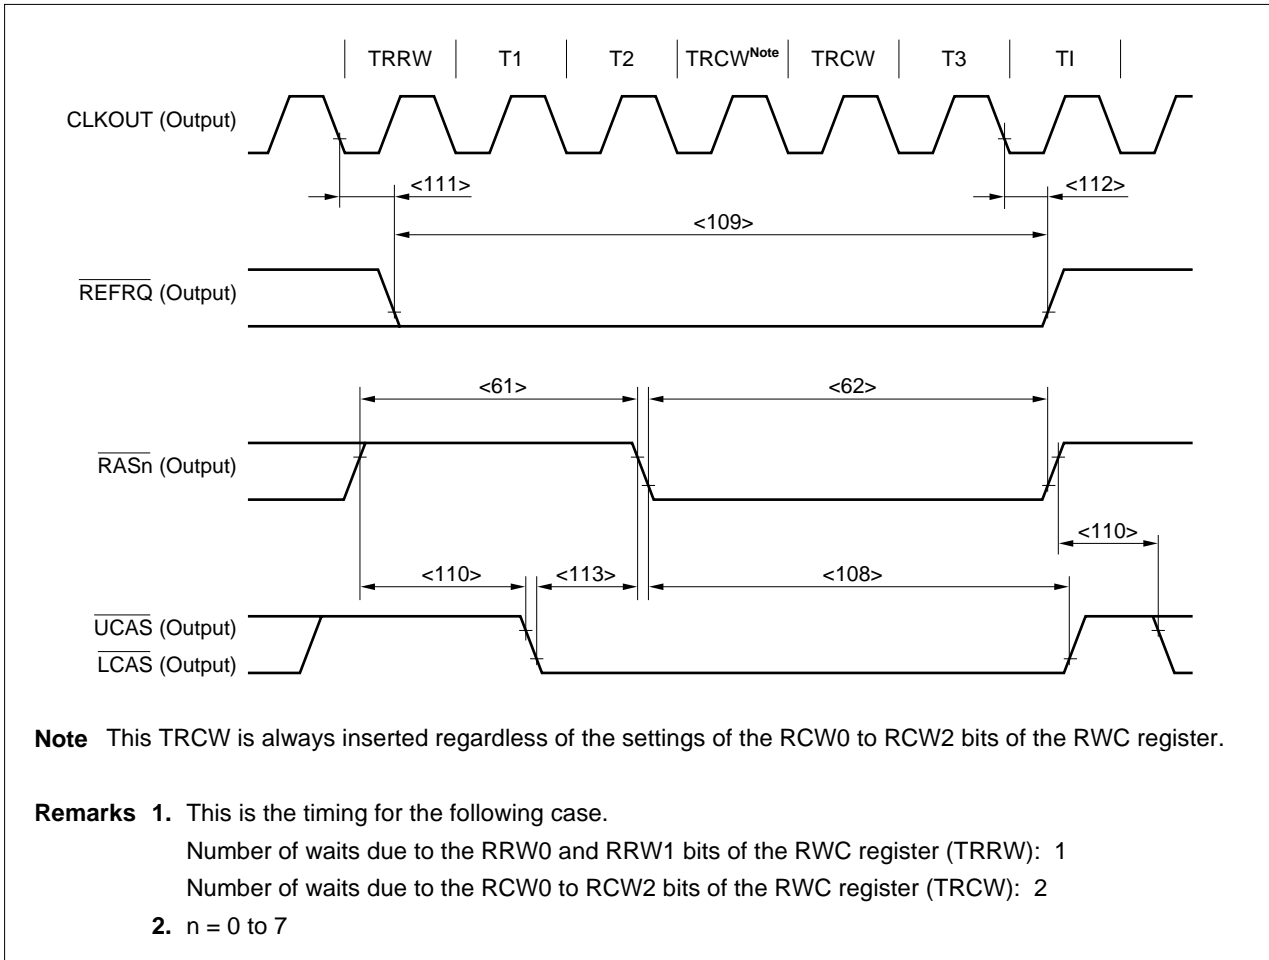 TRRW T1 T2 TRCWNote TRCW T3 TI
CLKOUT (Output)
<111> <112>
<109>
REFRQ (Output)
<61> <62>
RASn (Output)
<110>
<110> <113> <108>
UCAS (Output)
LCAS (Output)
Note This TRCW is always inserted regardless of the settings of the RCW0 to RCW2 bits of the RWC register.
Remarks 1. This is the timing for the following case.
Number of waits due to the RRW0 and RRW1 bits of the RWC register (TRRW): 1
Number of waits due to the RCW0 to RCW2 bits of the RWC register (TRCW): 2
2. n = 0 to 7